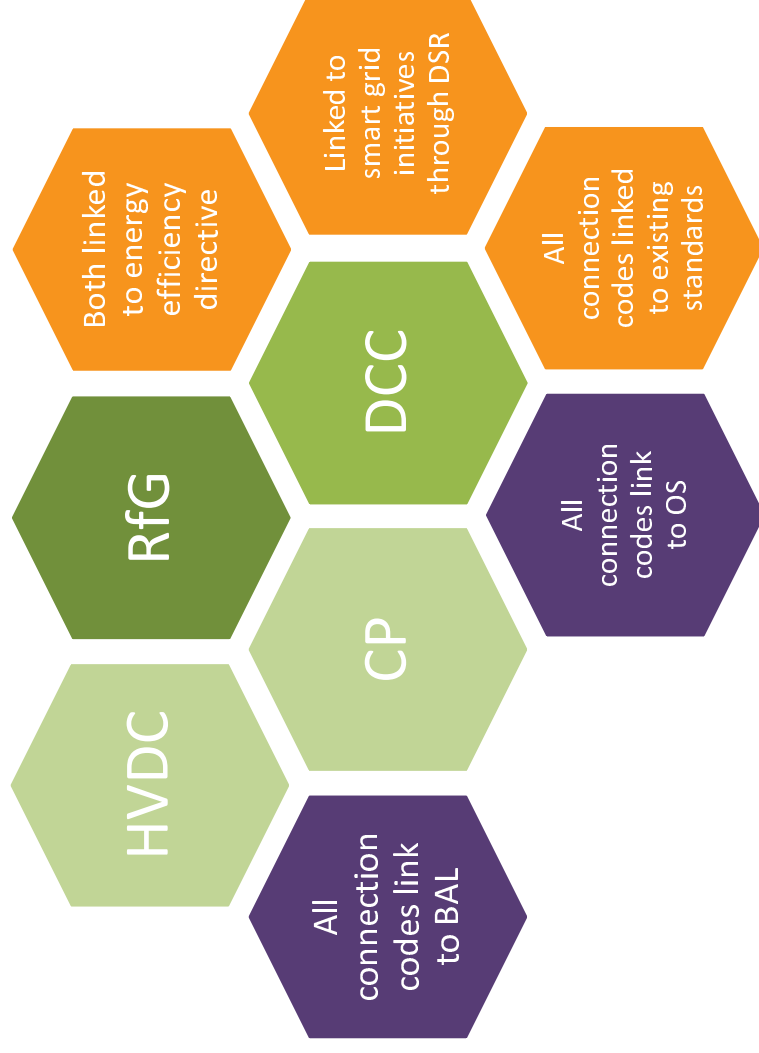 HVDC
RfG
Both linked
to energy
efficiency
directive
All
connection
codes link
to BAL
CP
DCC
Linked to
smart grid
initiatives
through DSR
All
connection
codes link
to OS
All
connection
codes linked
to existing
standards